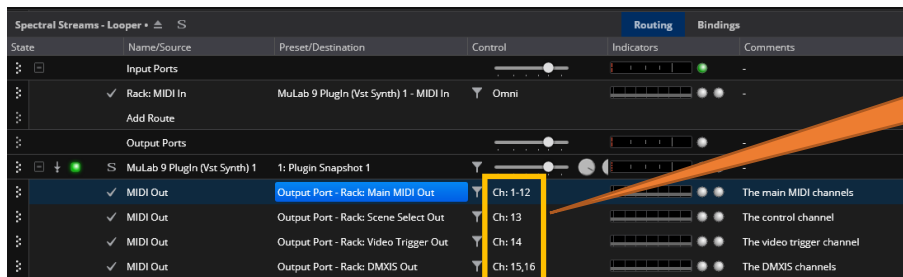 Spectral Streams - Looper • S Routing Bindings
State Name/Source Preset/Destination Control Indicators Comments
Input Ports -
Rack: MIDI In MuLab 9 PlugIn (Vst Synth) 1 - MIDI In Omni -
Add Route
Output Ports -
S MuLab 9 PlugIn (Vst Synth) 1 1: Plugin Snapshot 1
MIDI Out Output Port - Rack: Main MIDI Out Ch: 1-12 The main MIDI channels
MIDI Out Output Port - Rack: Scene Select Out Ch: 13 The control channel
MIDI Out Output Port - Rack: Video Trigger Out Ch: 14 The video trigger channel
MIDI Out Output Port - Rack: DMXIS Out Ch: 15,16 The DMXIS channels